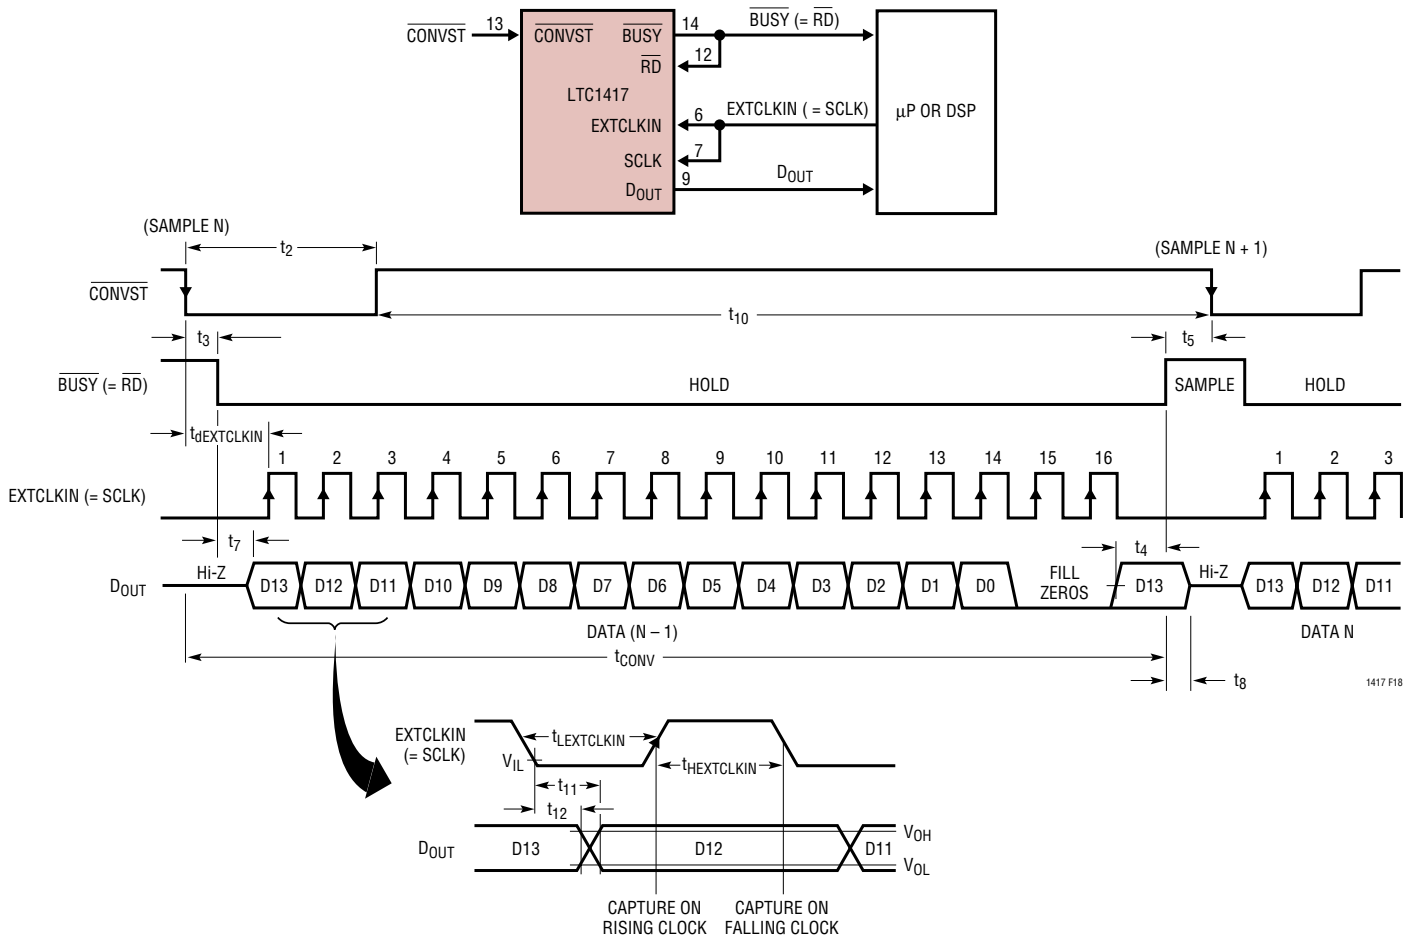 CONVST 13 CONVST BUSY 14 BUSY (= RD)
RD 12
LTC1417
EXTCLKIN 6 EXTCLKIN ( = SCLK) μP OR DSP
SCLK 7
DOUT 9 DOUT
(SAMPLE N) t2 (SAMPLE N + 1)
CONVST
t10
t3 t5
BUSY (= RD) HOLD SAMPLE HOLD
tdEXTCLKIN
1 2 3 4 5 6 7 8 9 10 11 12 13 14 15 16 1 2 3
EXTCLKIN (= SCLK)
t7 t4
DOUT Hi-Z D13 D12 D11 D10 D9 D8 D7 D6 D5 D4 D3 D2 D1 D0 FILL ZEROS D13 Hi-Z D13 D12 D11
DATA (N – 1) DATA N
tCONV
t8
1417 F18
EXTCLKIN
(= SCLK)
tLEXTCLKIN
VIL tHEXTCLKIN
t11
t12
VOH
DOUT D13 D12 D11
VOL
CAPTURE ON
RISING CLOCK
CAPTURE ON
FALLING CLOCK